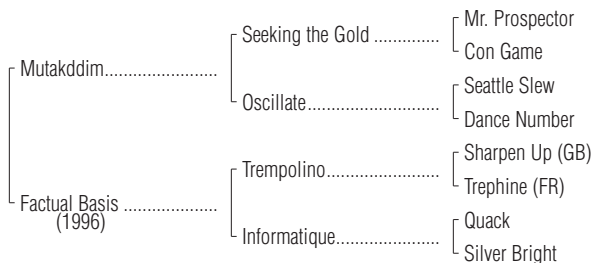 Mr. Prospector
Seeking the Gold ..............
Con Game
Mutakddim........................
Seattle Slew
Oscillate............................
Dance Number
Sharpen Up (GB)
Trempolino........................
Trephine (FR)
Factual Basis ....................
(1996)
Quack
Informatique......................
Silver Bright